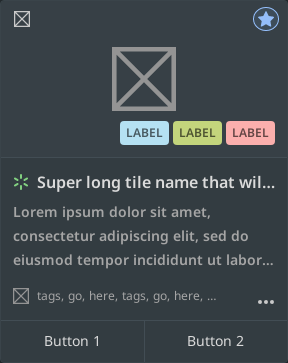 LABEL LABEL LABEL
Super long tile name that wil...
Lorem ipsum dolor sit amet,
consectetur adipiscing elit, sed do
eiusmod tempor incididunt ut labor...
tags, go, here, tags, go, here, ...
Button 1 Button 2